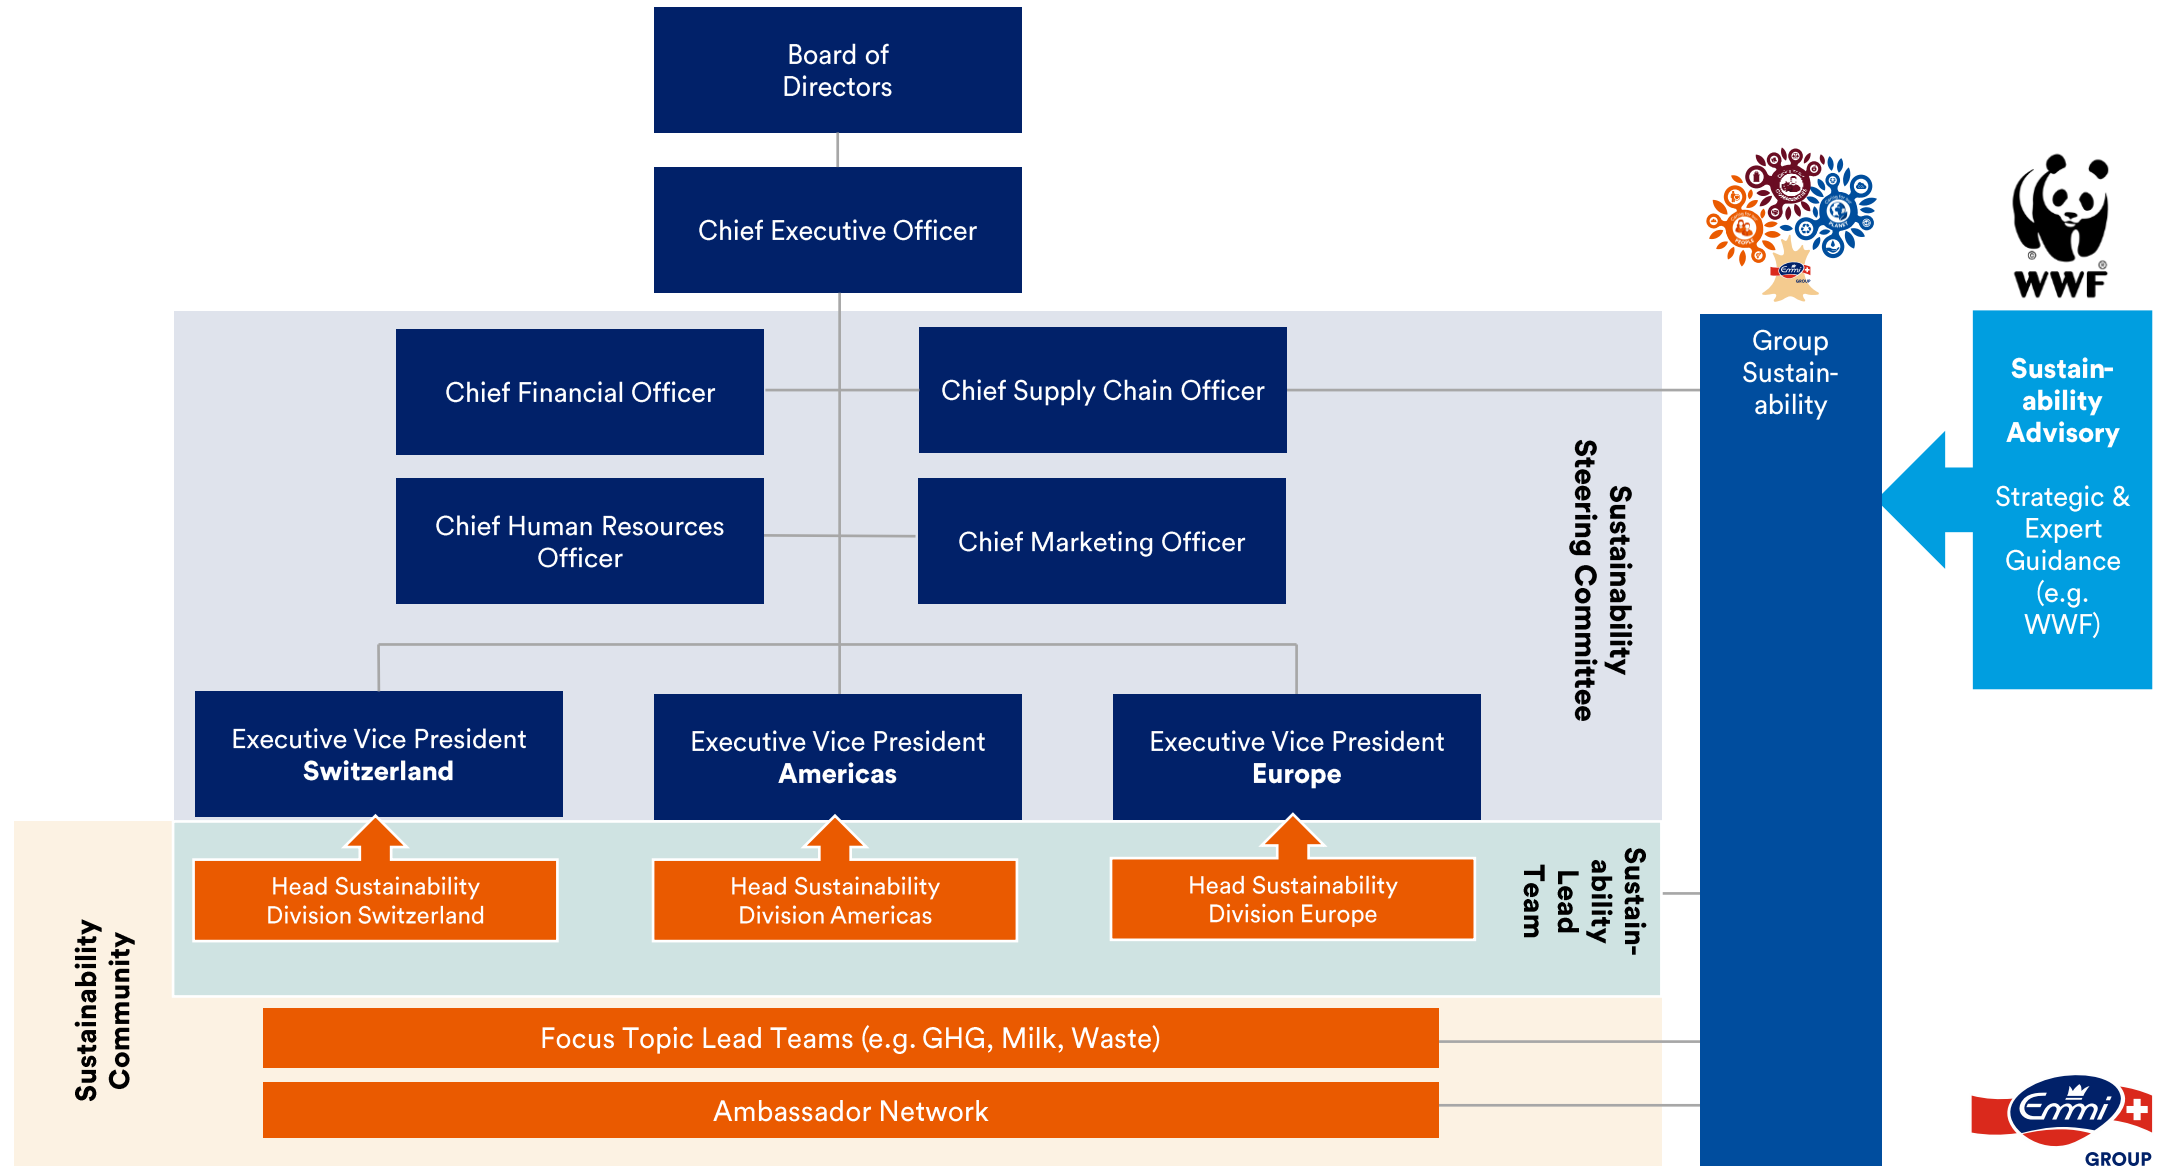 Board of
Directors
Chief Executive Officer
WWF
Chief Financial Officer
Chief Supply Chain Officer
Group
Sustain-
ability
Sustain-
ability
Advisory
Strategic &
Expert
Guidance
(e.g.
WWF)
Chief Human Resources
Officer
Chief Marketing Officer
Sustainability
Steering Committee
Executive Vice President
Switzerland
Executive Vice President
Americas
Executive Vice President
Europe
Head Sustainability
Division Switzerland
Head Sustainability
Division Americas
Head Sustainability
Division Europe
Sustain-
ability
Lead
Team
Sustainability
Community
Focus Topic Lead Teams (e.g. GHG, Milk, Waste)
Ambassador Network
Emmi
GROUP